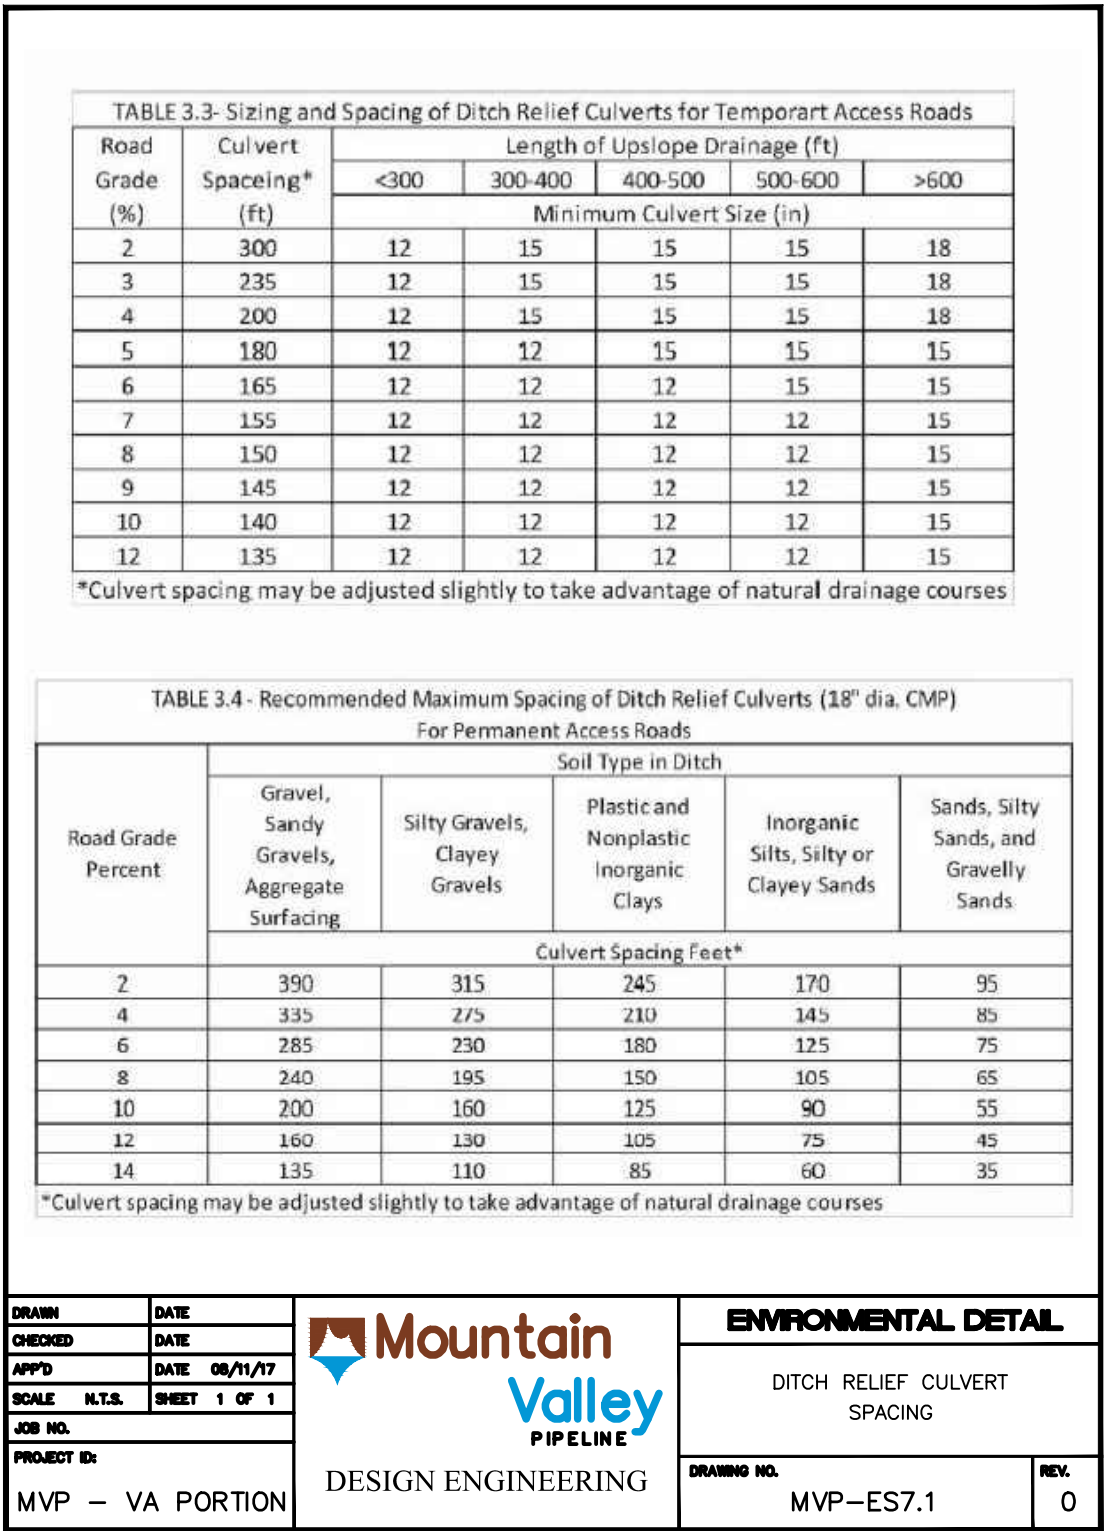 TABLE 3.3- Sizing and Spacing of Ditch Relief Culverts for Temporart Access Roads
Road Grade (%) Culvert Spaceing* (ft) Length of Upslope Drainage (ft)
<300 300-400 400-500 500-600 >600
Minimum Culvert Size (in)
2 300 12 15 15 15 18
3 235 12 15 15 15 18
4 200 12 15 15 15 18
5 180 12 12 15 15 15
6 165 12 12 12 15 15
7 155 12 12 12 12 15
8 150 12 12 12 12 15
9 145 12 12 12 12 15
10 140 12 12 12 12 15
12 135 12 12 12 12 15
*Culvert spacing may be adjusted slightly to take advantage of natural drainage courses
TABLE 3.4 - Recommended Maximum Spacing of Ditch Relief Culverts (18" dia. CMP)
For Permanent Access Roads
Road Grade Percent
Soil Type in Ditch
Gravel, Sandy Gravels, Aggregate Surfacing
Silty Gravels, Clayey Gravels
Plastic and Nonplastic Inorganic Clays
Inorganic Silts, Silty or Clayey Sands
Sands, Silty Sands, and Gravelly Sands
Culvert Spacing Feet*
2 390 315 245 170 95
4 335 275 210 145 85
6 285 230 180 125 75
8 240 195 150 105 65
10 200 160 125 90 55
12 160 130 105 75 45
14 135 110 85 60 35
*Culvert spacing may be adjusted slightly to take advantage of natural drainage courses
DRAWN DATE
CHECKED DATE
APP'D DATE 08/11/17
SCALE N.T.S. SHEET 1 OF 1
JOB NO.
PROJECT ID:
MVP - VA PORTION
Mountain
Valley
PIPELINE
DESIGN ENGINEERING
ENVIRONMENTAL DETAIL
DITCH RELIEF CULVERT
SPACING
DRAWING NO.
MVP-ES7.1
REV.
0